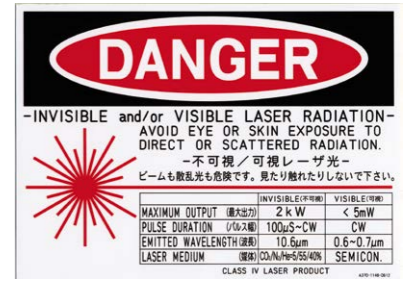 DANGER
-INVISIBLE and/or VISIBLE LASER RADIATION-
AVOID EYE OR SKIN EXPOSURE TO
DIRECT OR SCATTERED RADIATION.
-不可視/可視レーザ光-
ビームも散乱光も危険です。見たり触れたりしないで下さい。
INVISIBLE(不可視) VISIBLE(可視)
MAXIMUM OUTPUT (最大出力) 2kW < 5mW
PULSE DURATION (パルス幅) 100μS~CW CW
EMITTED WAVELENGTH(波長) 10.6μm 0.6~0.7μm
LASER MEDIUM (媒体) CO₂/N₂/He=5/55/40% SEMICON.
CLASS IV LASER PRODUCT